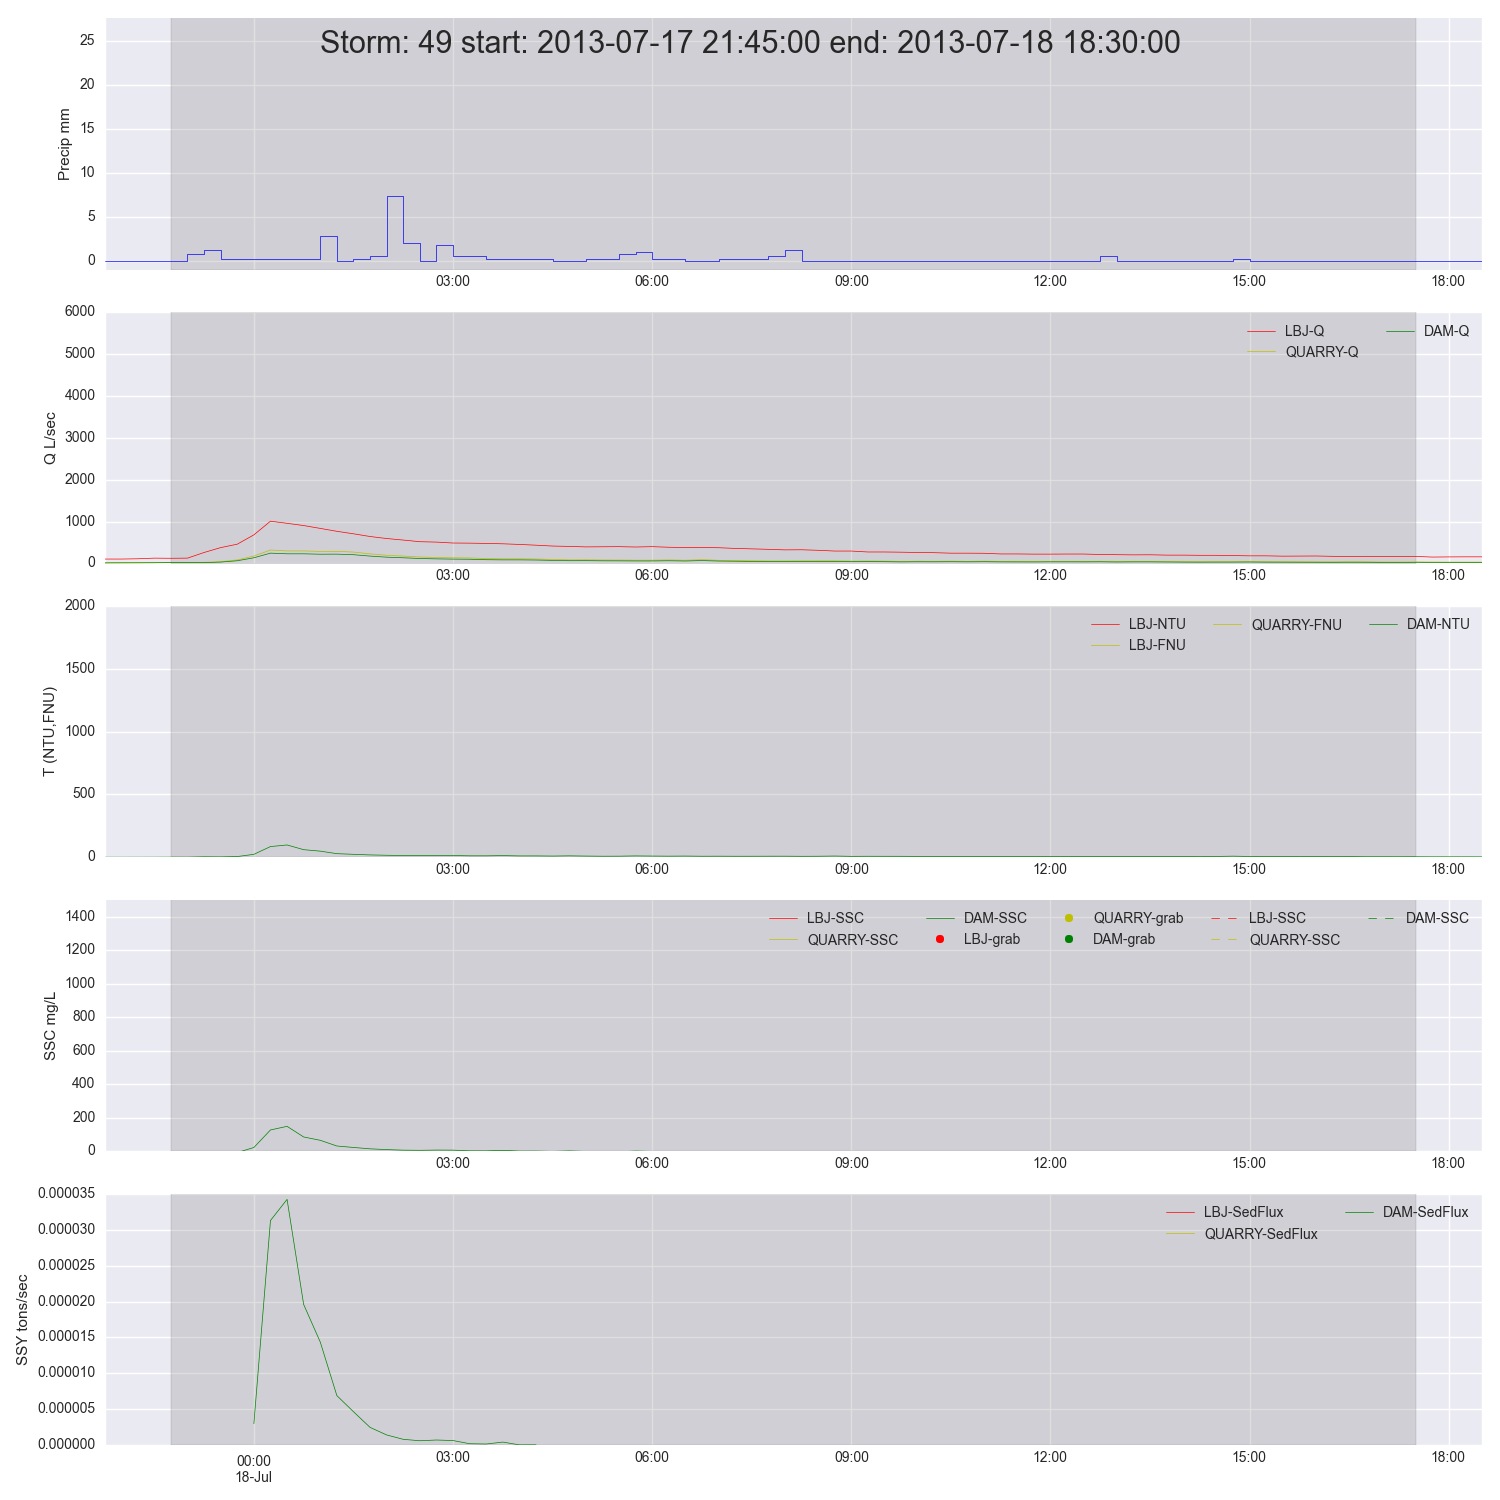 Storm: 49 start: 2013-07-17 21:45:00 end: 2013-07-18 18:30:00
Precip mm
25
20
15
10
5
0
03:00 06:00 09:00 12:00 15:00 18:00
Q L/sec
6000
5000
4000
3000
2000
1000
0
LBJ-Q DAM-Q
QUARRY-Q
03:00 06:00 09:00 12:00 15:00 18:00
T (NTU,FNU)
2000
1500
1000
500
0
LBJ-NTU QUARRY-FNU DAM-NTU
LBJ-FNU
03:00 06:00 09:00 12:00 15:00 18:00
SSC mg/L
1400
1200
1000
800
600
400
200
0
LBJ-SSC DAM-SSC QUARRY-grab LBJ-SSC DAM-SSC
QUARRY-SSC LBJ-grab DAM-grab QUARRY-SSC
03:00 06:00 09:00 12:00 15:00 18:00
SSY tons/sec
0.000035
0.000030
0.000025
0.000020
0.000015
0.000010
0.000005
0.000000
LBJ-SedFlux DAM-SedFlux
QUARRY-SedFlux
00:00 03:00 06:00 09:00 12:00 15:00 18:00
18-Jul